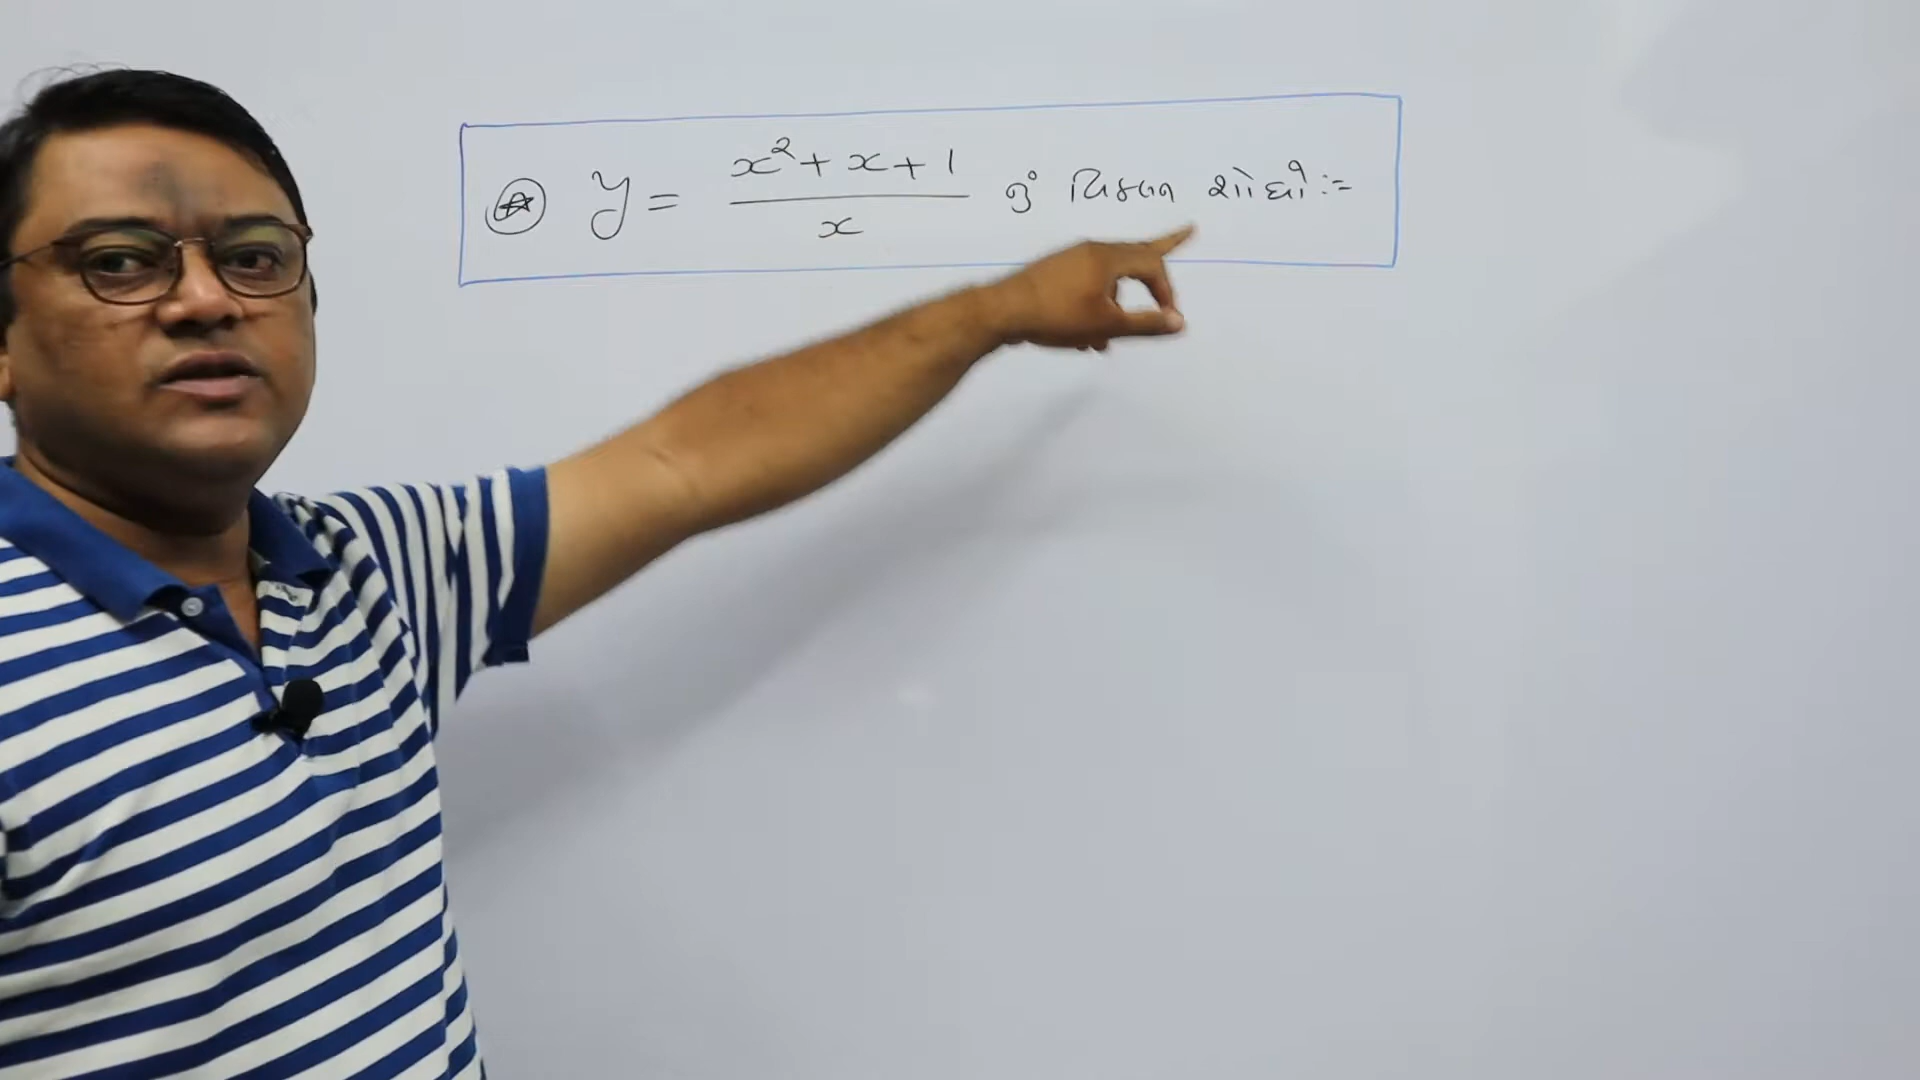 y = (x² + x + 1) / x નું વિકલન શોધો :-